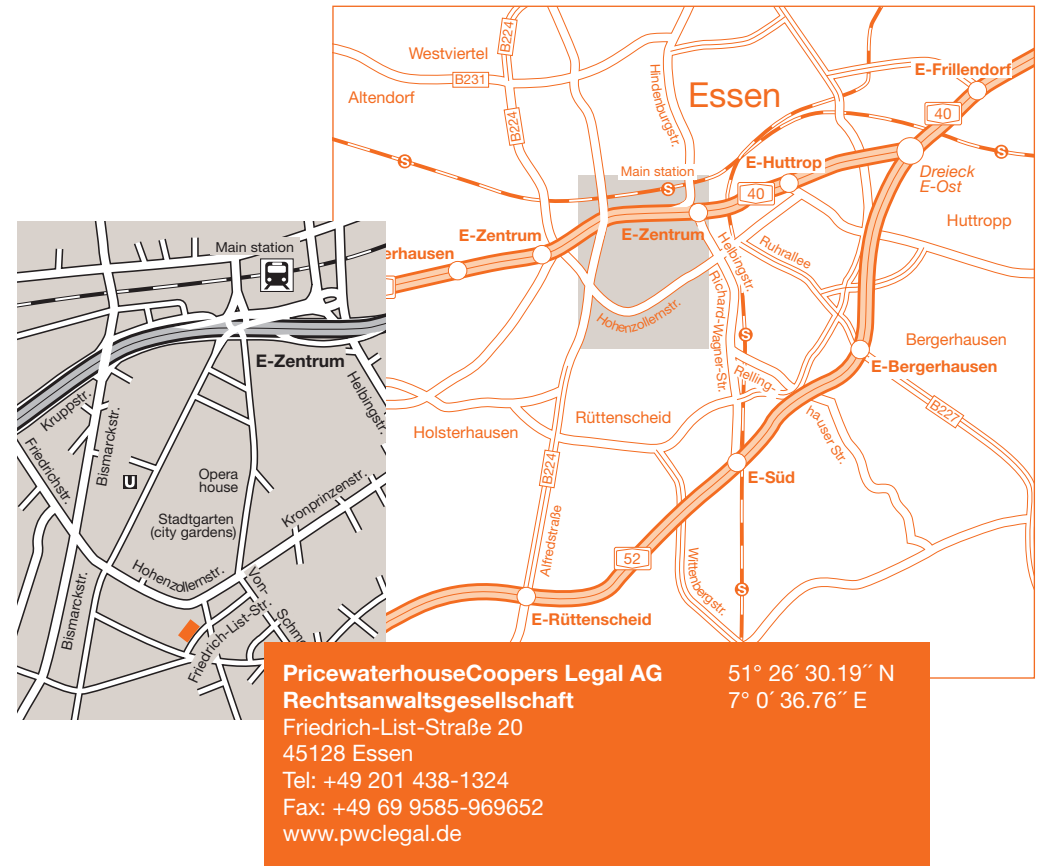 Westviertel
B224
B231
Altendorf
B224
Hindenburgstr.
Essen
E-Frillendorf
40
S
S
Main station
S
E-Huttrop
40
Dreieck
E-Ost
Huttropp
E-Zentrum
E-Zentrum
erhausen
Helbingstr.
Ruhrallee
Richard-Wagner-Str.
Hohenzollernstr.
S
Bergerhausen
E-Bergerhausen
Relling-
hauser Str.
B227
Rüttenscheid
Holsterhausen
B224
E-Süd
Alfredstraße
52
Wittenbergstr.
S
E-Rüttenscheid
Main station
E-Zentrum
Helbingstr.
Kruppstr.
Bismarckstr.
Friedrichstr.
U
Opera
house
Kronprinzenstr.
Stadtgarten
(city gardens)
Hohenzollernstr.
Von-
Schme
Bismarckstr.
Friedrich-List-Str.
PricewaterhouseCoopers Legal AG
Rechtsanwaltsgesellschaft
Friedrich-List-Straße 20
45128 Essen
Tel: +49 201 438-1324
Fax: +49 69 9585-969652
www.pwclegal.de
51° 26´ 30.19´´ N
7° 0´ 36.76´´ E